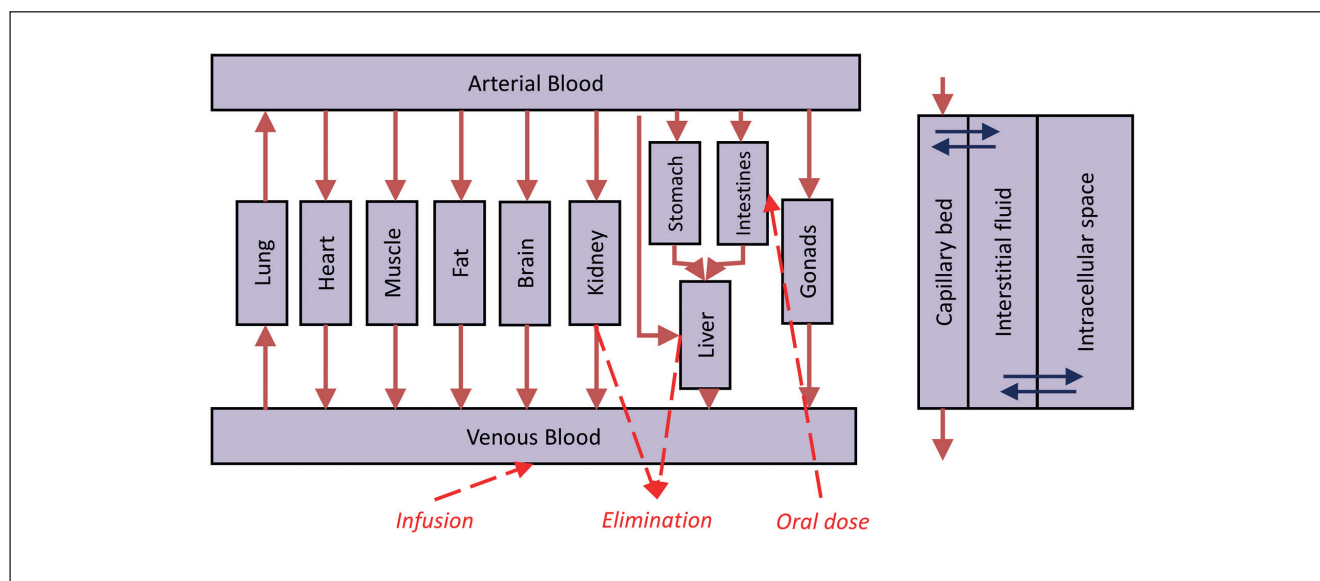 Arterial Blood
Lung
Heart
Muscle
Fat
Brain
Kidney
Stomach
Intestines
Liver
Gonads
Venous Blood
Infusion
Elimination
Oral dose
Capillary bed
Interstitial fluid
Intracellular space